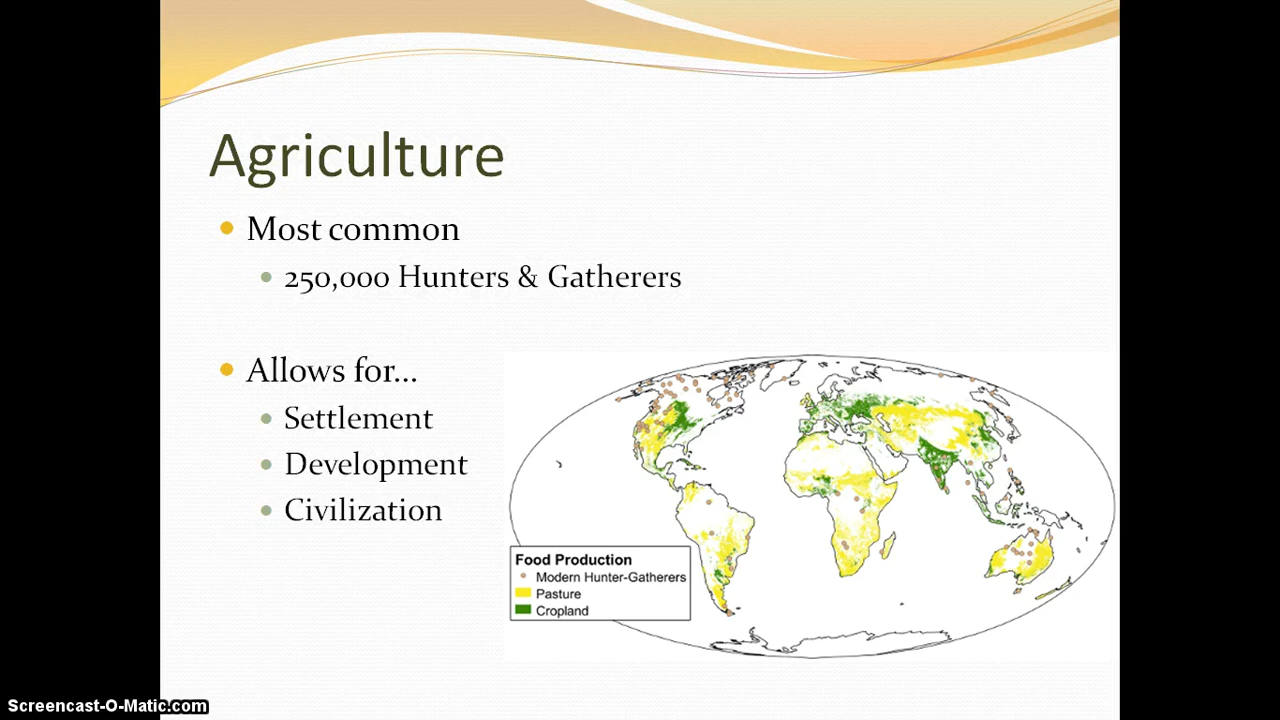 Agriculture
Most common
250,000 Hunters & Gatherers
Allows for...
Settlement
Development
Civilization
Food Production
Modern Hunter-Gatherers
Pasture
Cropland
Screencast-O-Matic.com